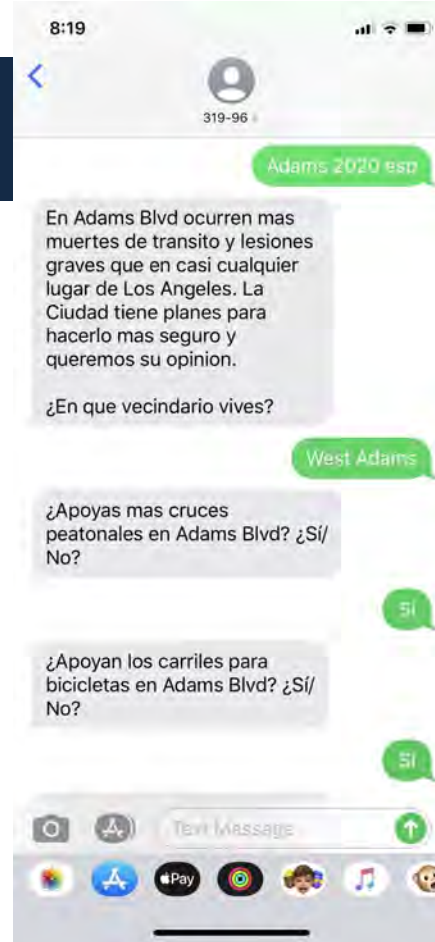 8:19
319-96
Adams 2020 esp
En Adams Blvd ocurren mas
muertes de transito y lesiones
graves que en casi cualquier
lugar de Los Angeles. La
Ciudad tiene planes para
hacerlo mas seguro y
queremos su opinion.
¿En que vecindario vives?
West Adams
¿Apoyas mas cruces
peatonales en Adams Blvd? ¿Sí/
No?
Sí
¿Apoyan los carriles para
bicicletas en Adams Blvd? ¿Sí/
No?
Sí
Text Message
Pay